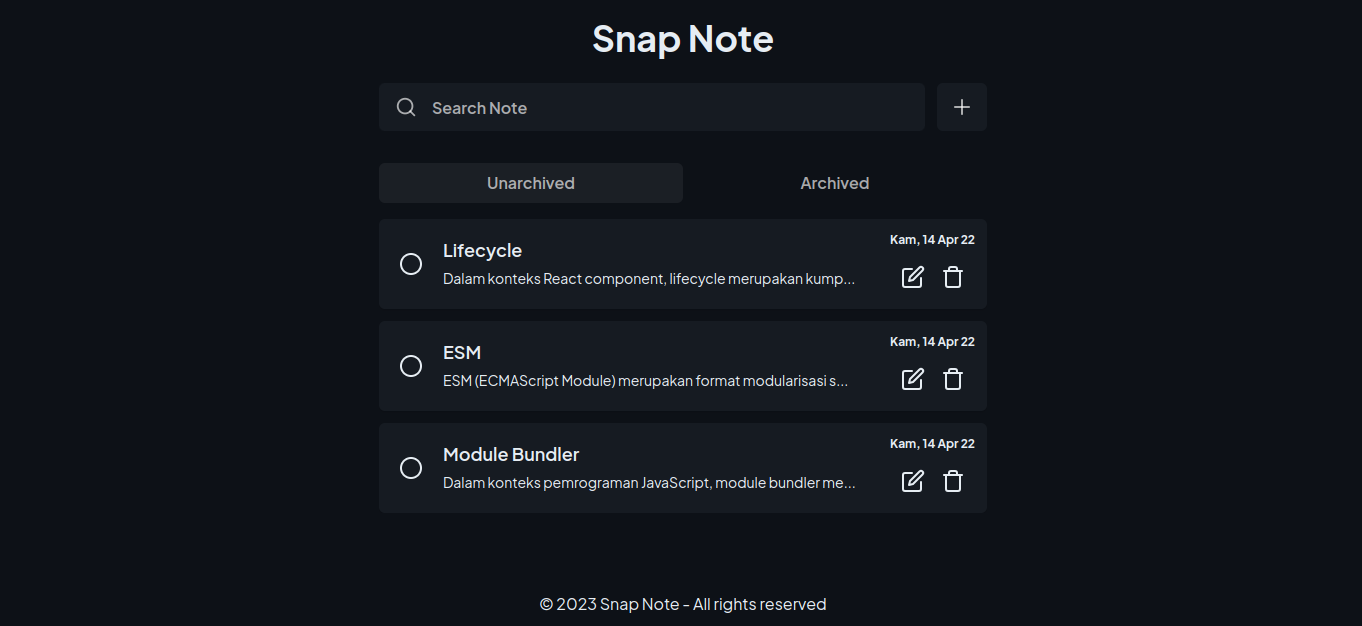 Snap Note
Search Note
Unarchived
Archived
Lifecycle
Kam, 14 Apr 22
Dalam konteks React component, lifecycle merupakan kump...
ESM
Kam, 14 Apr 22
ESM (ECMAScript Module) merupakan format modularisasi s...
Module Bundler
Kam, 14 Apr 22
Dalam konteks pemrograman JavaScript, module bundler me...
© 2023 Snap Note - All rights reserved